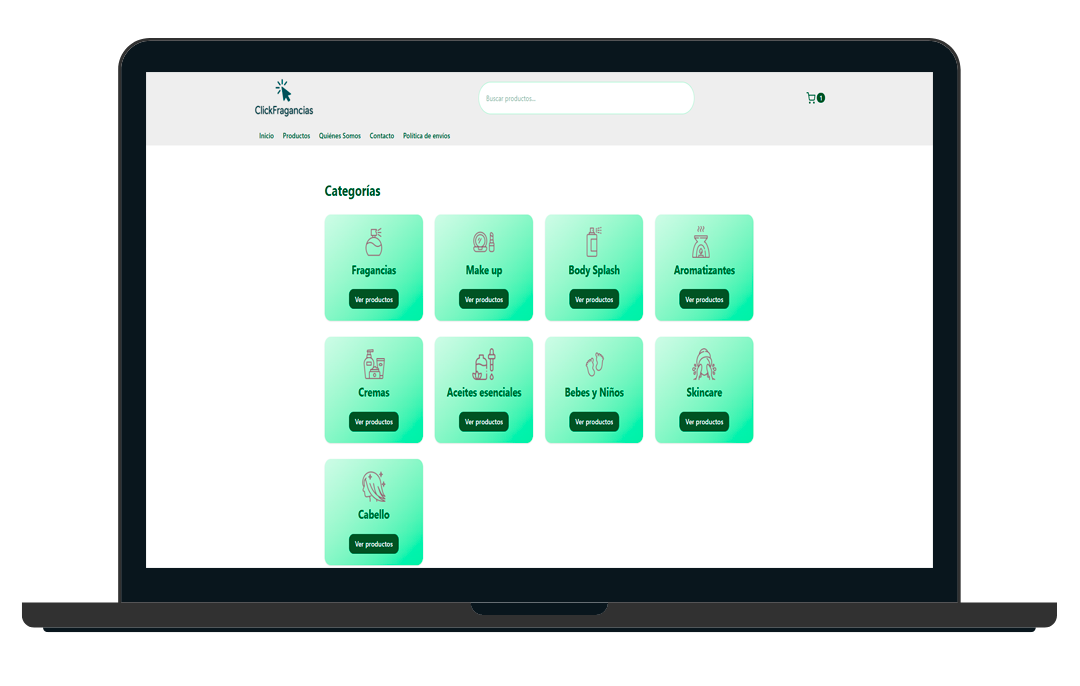 ClickFragancias
Buscar productos...
1
Inicio Productos Quiénes Somos Contacto Política de envíos
Categorías
Fragancias Make up Body Splash Aromatizantes
Ver productos Ver productos Ver productos Ver productos
Cremas Aceites esenciales Bebes y Niños Skincare
Ver productos Ver productos Ver productos Ver productos
Cabello
Ver productos